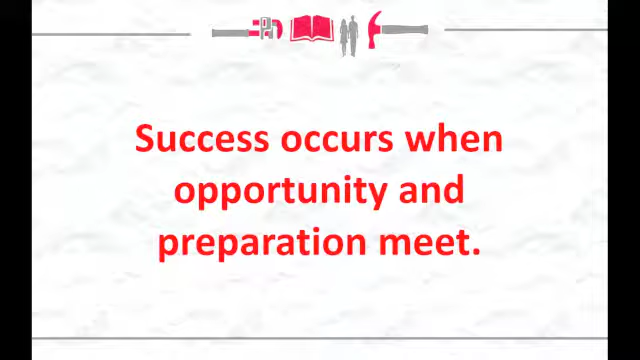 Success occurs when
opportunity and
preparation meet.